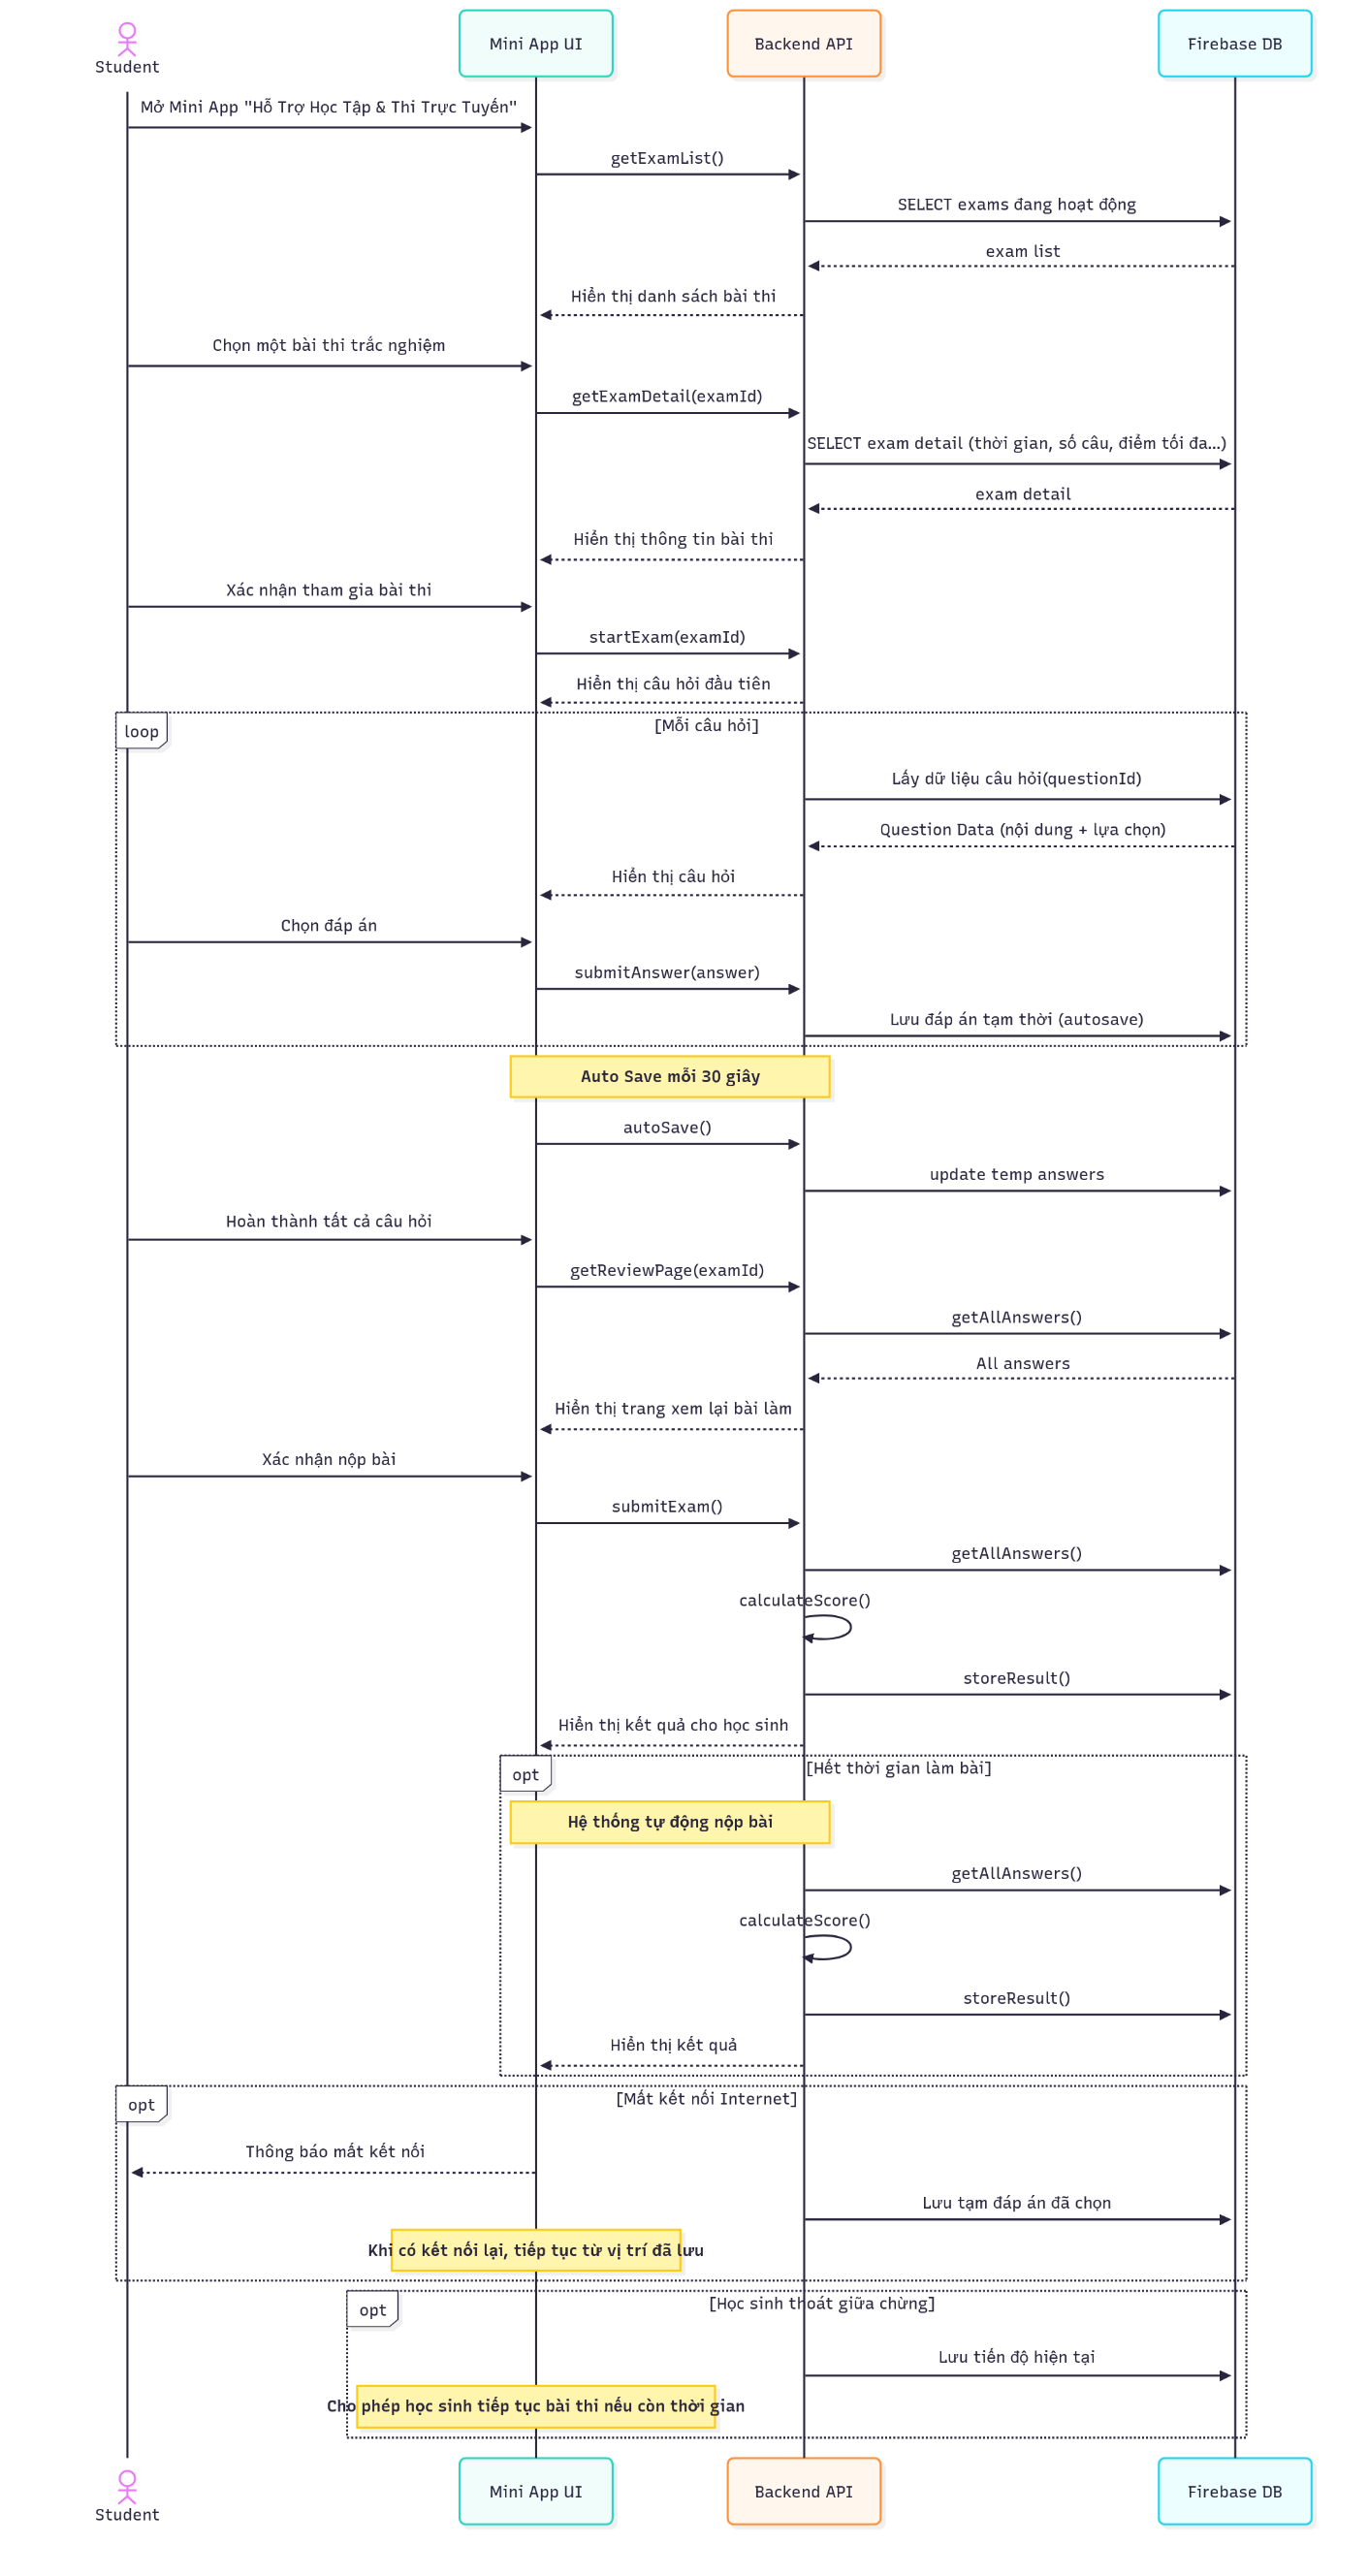 Student
Mini App UI
Backend API
Firebase DB
Mở Mini App "Hỗ Trợ Học Tập & Thi Trực Tuyến"
getExamList()
SELECT exams đang hoạt động
exam list
Hiển thị danh sách bài thi
Chọn một bài thi trắc nghiệm
getExamDetail(examId)
SELECT exam detail (thời gian, số câu, điểm tối đa...)
exam detail
Hiển thị thông tin bài thi
Xác nhận tham gia bài thi
startExam(examId)
Hiển thị câu hỏi đầu tiên
loop
[Mỗi câu hỏi]
Lấy dữ liệu câu hỏi(questionId)
Question Data (nội dung + lựa chọn)
Hiển thị câu hỏi
Chọn đáp án
submitAnswer(answer)
Lưu đáp án tạm thời (autosave)
Auto Save mỗi 30 giây
autoSave()
update temp answers
Hoàn thành tất cả câu hỏi
getReviewPage(examId)
getAllAnswers()
All answers
Hiển thị trang xem lại bài làm
Xác nhận nộp bài
submitExam()
getAllAnswers()
calculateScore()
storeResult()
Hiển thị kết quả cho học sinh
opt
[Hết thời gian làm bài]
Hệ thống tự động nộp bài
getAllAnswers()
calculateScore()
storeResult()
Hiển thị kết quả
opt
[Mất kết nối Internet]
Thông báo mất kết nối
Lưu tạm đáp án đã chọn
Khi có kết nối lại, tiếp tục từ vị trí đã lưu
opt
[Học sinh thoát giữa chừng]
Lưu tiến độ hiện tại
Cho phép học sinh tiếp tục bài thi nếu còn thời gian
Student
Mini App UI
Backend API
Firebase DB